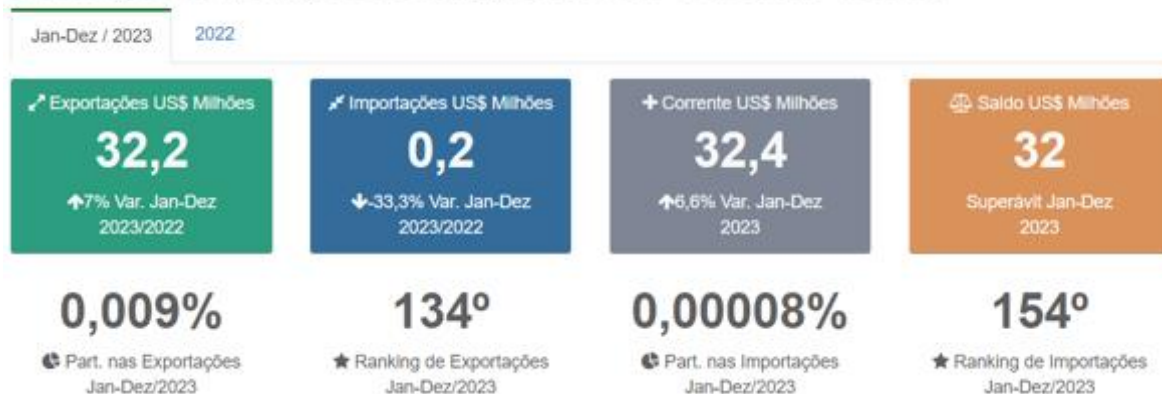 Jan-Dez / 2023
2022
Exportações US$ Milhões
32,2
7% Var. Jan-Dez
2023/2022
Importações US$ Milhões
0,2
-33,3% Var. Jan-Dez
2023/2022
Corrente US$ Milhões
32,4
6,6% Var. Jan-Dez
2023
Saldo US$ Milhões
32
Superávit Jan-Dez
2023
0,009%
Part. nas Exportações
Jan-Dez/2023
134º
Ranking de Exportações
Jan-Dez/2023
0,00008%
Part. nas Importações
Jan-Dez/2023
154º
Ranking de Importações
Jan-Dez/2023